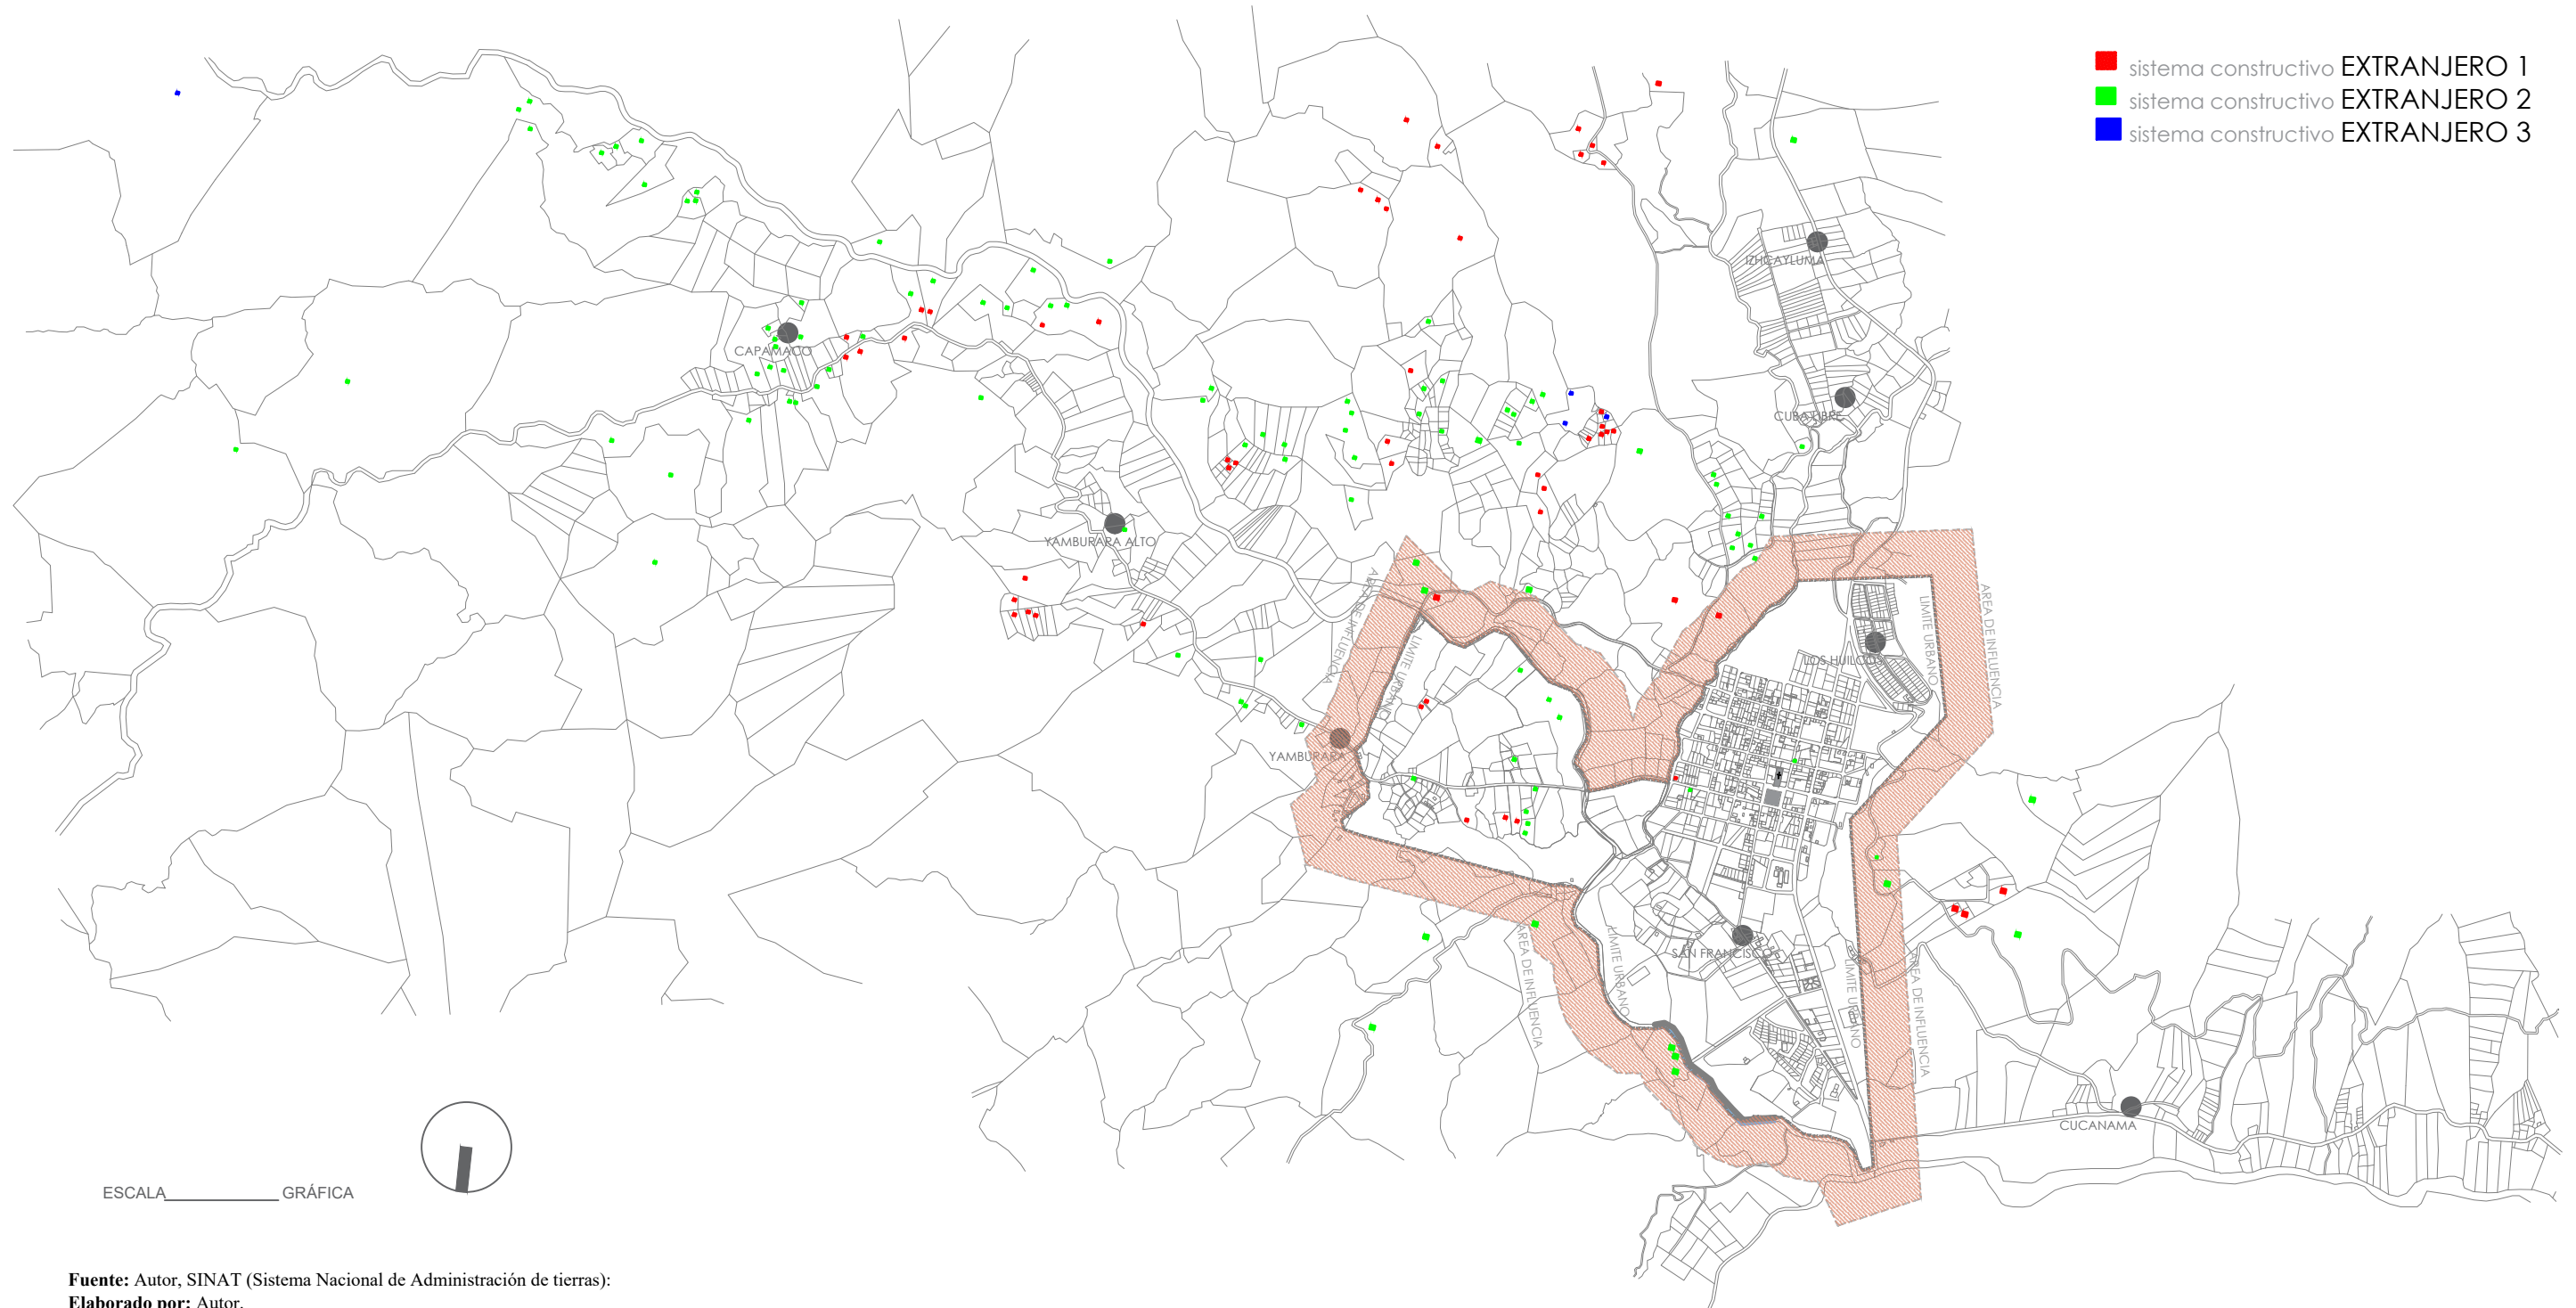 sistema constructivo EXTRANJERO 1
sistema constructivo EXTRANJERO 2
sistema constructivo EXTRANJERO 3
IZHCAYLUMA
CAPAMACO
CUBA LIBRE
YAMBURARA ALTO
AREA DE INFLUENCIA
LIMITE URBANO
LIMITE URBANO
AREA DE INFLUENCIA
LOS HUILCOS
YAMBURARA
SAN FRANCISCO
AREA DE INFLUENCIA
LIMITE URBANO
LIMITE URBANO
AREA DE INFLUENCIA
CUCANAMA
ESCALA GRÁFICA
Fuente: Autor, SINAT (Sistema Nacional de Administración de tierras):
Elaborado por: Autor.